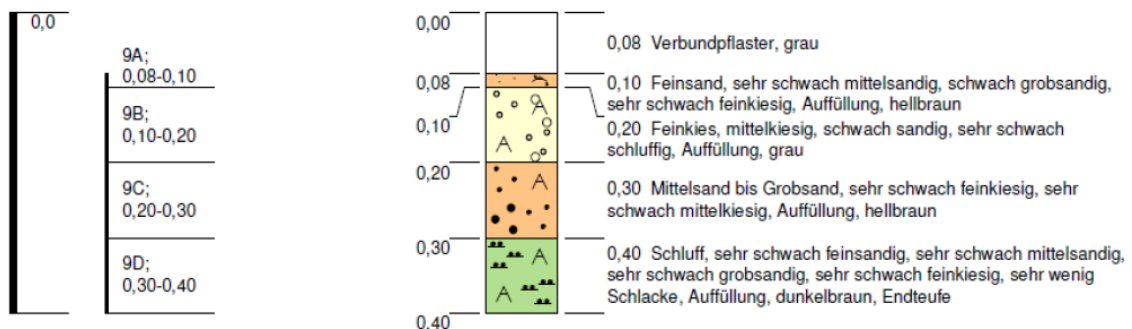 0,0
9A;
0,08-0,10
9B;
0,10-0,20
9C;
0,20-0,30
9D;
0,30-0,40
0,00
0,08
0,10
0,20
0,30
0,40
A
A
A
A
A
0,08 Verbundpflaster, grau
0,10 Feinsand, sehr schwach mittelsandig, schwach grobsandig,
sehr schwach feinkiesig, Auffüllung, hellbraun
0,20 Feinkies, mittelkiesig, schwach sandig, sehr schwach
schluffig, Auffüllung, grau
0,30 Mittelsand bis Grobsand, sehr schwach feinkiesig, sehr
schwach mittelkiesig, Auffüllung, hellbraun
0,40 Schluff, sehr schwach feinsandig, sehr schwach mittelsandig,
sehr schwach grobsandig, sehr schwach feinkiesig, sehr wenig
Schlacke, Auffüllung, dunkelbraun, Endteufe